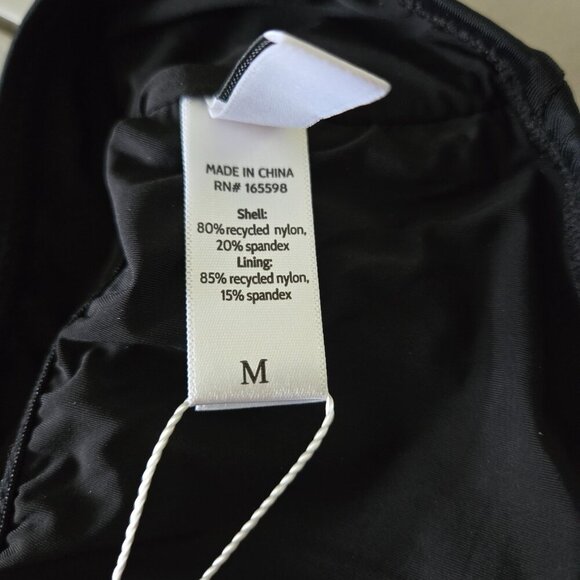 MADE IN CHINA
RN# 165598
Shell:
80% recycled nylon,
20% spandex
Lining:
85% recycled nylon,
15% spandex
M